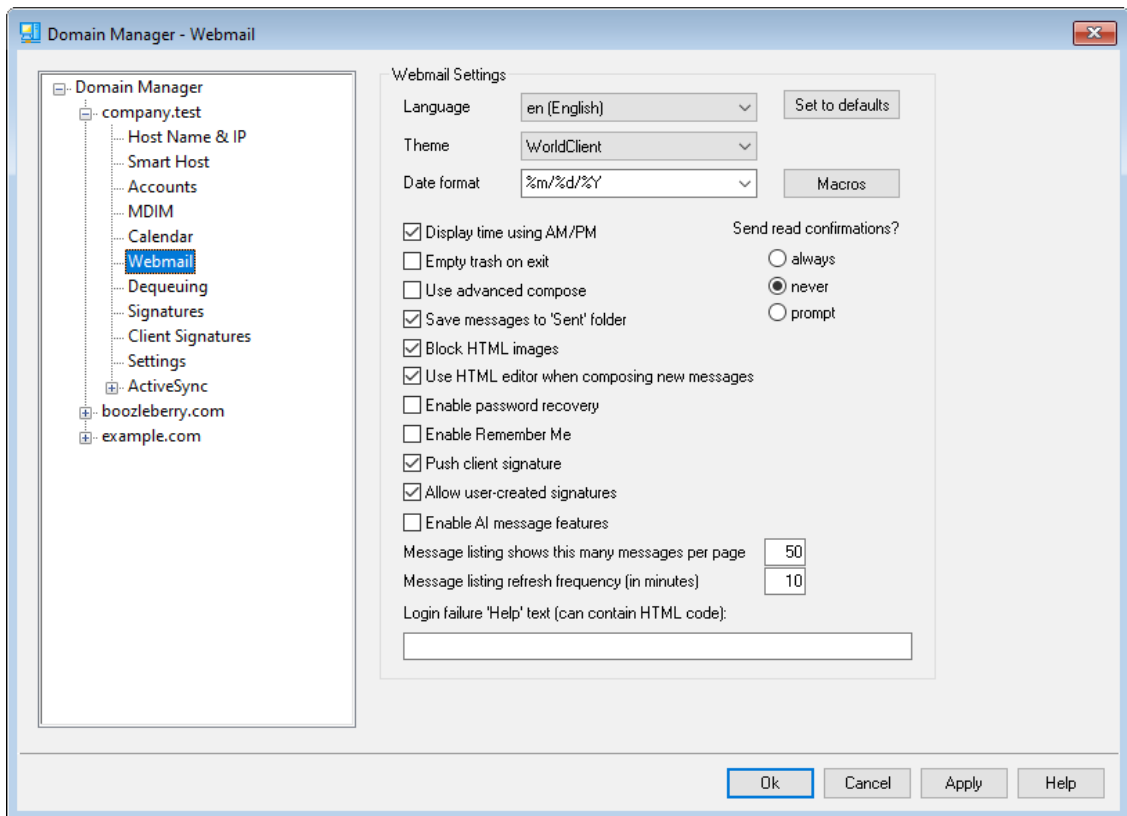 Domain Manager - Webmail
Domain Manager
company.test
Host Name & IP
Smart Host
Accounts
MDIM
Calendar
Webmail
Dequeuing
Signatures
Client Signatures
Settings
ActiveSync
boozleberry.com
example.com
Webmail Settings
Language en (English) Set to defaults
Theme WorldClient
Date format %m/%d/%Y Macros
Display time using AM/PM
Empty trash on exit
Use advanced compose
Save messages to 'Sent' folder
Block HTML images
Use HTML editor when composing new messages
Enable password recovery
Enable Remember Me
Push client signature
Allow user-created signatures
Enable AI message features
Send read confirmations?
always
never
prompt
Message listing shows this many messages per page 50
Message listing refresh frequency (in minutes) 10
Login failure 'Help' text (can contain HTML code):
Ok Cancel Apply Help